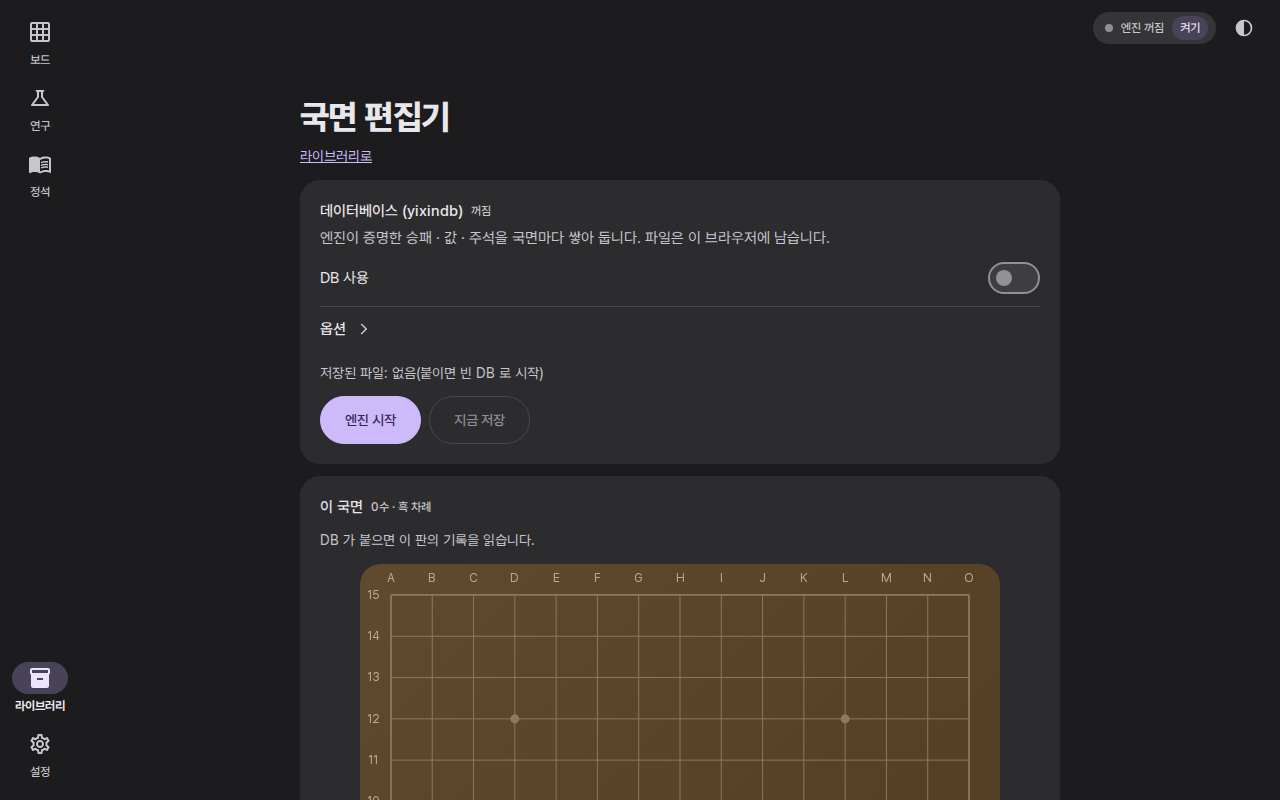 보드
연구
정석
라이브러리
설정
엔진 꺼짐 켜기
국면 편집기
라이브러리로
데이터베이스 (yixindb) 꺼짐
엔진이 증명한 승패 · 값 · 주석을 국면마다 쌓아 둡니다. 파일은 이 브라우저에 남습니다.
DB 사용
옵션
저장된 파일: 없음(붙이면 빈 DB 로 시작)
엔진 시작 지금 저장
이 국면 0수 · 흑 차례
DB 가 붙으면 이 판의 기록을 읽습니다.
A B C D E F G H I J K L M N O
15
14
13
12
11
10